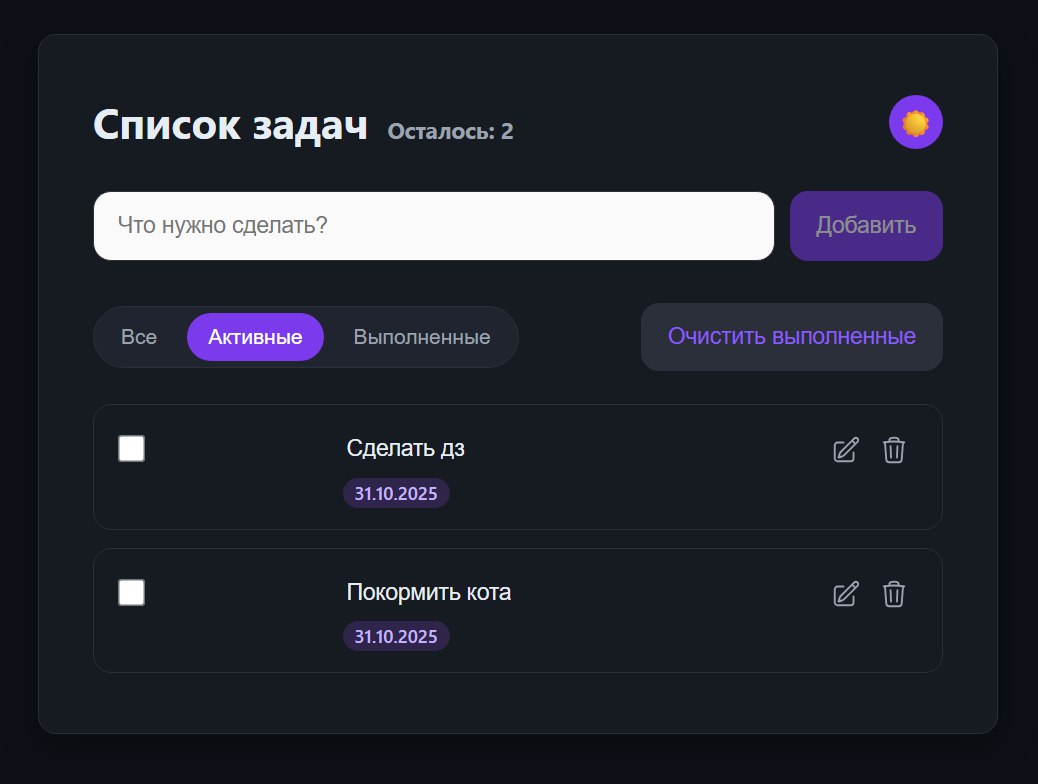 Список задач Осталось: 2
Что нужно сделать? Добавить
Все Активные Выполненные Очистить выполненные
Сделать дз
31.10.2025
Покормить кота
31.10.2025